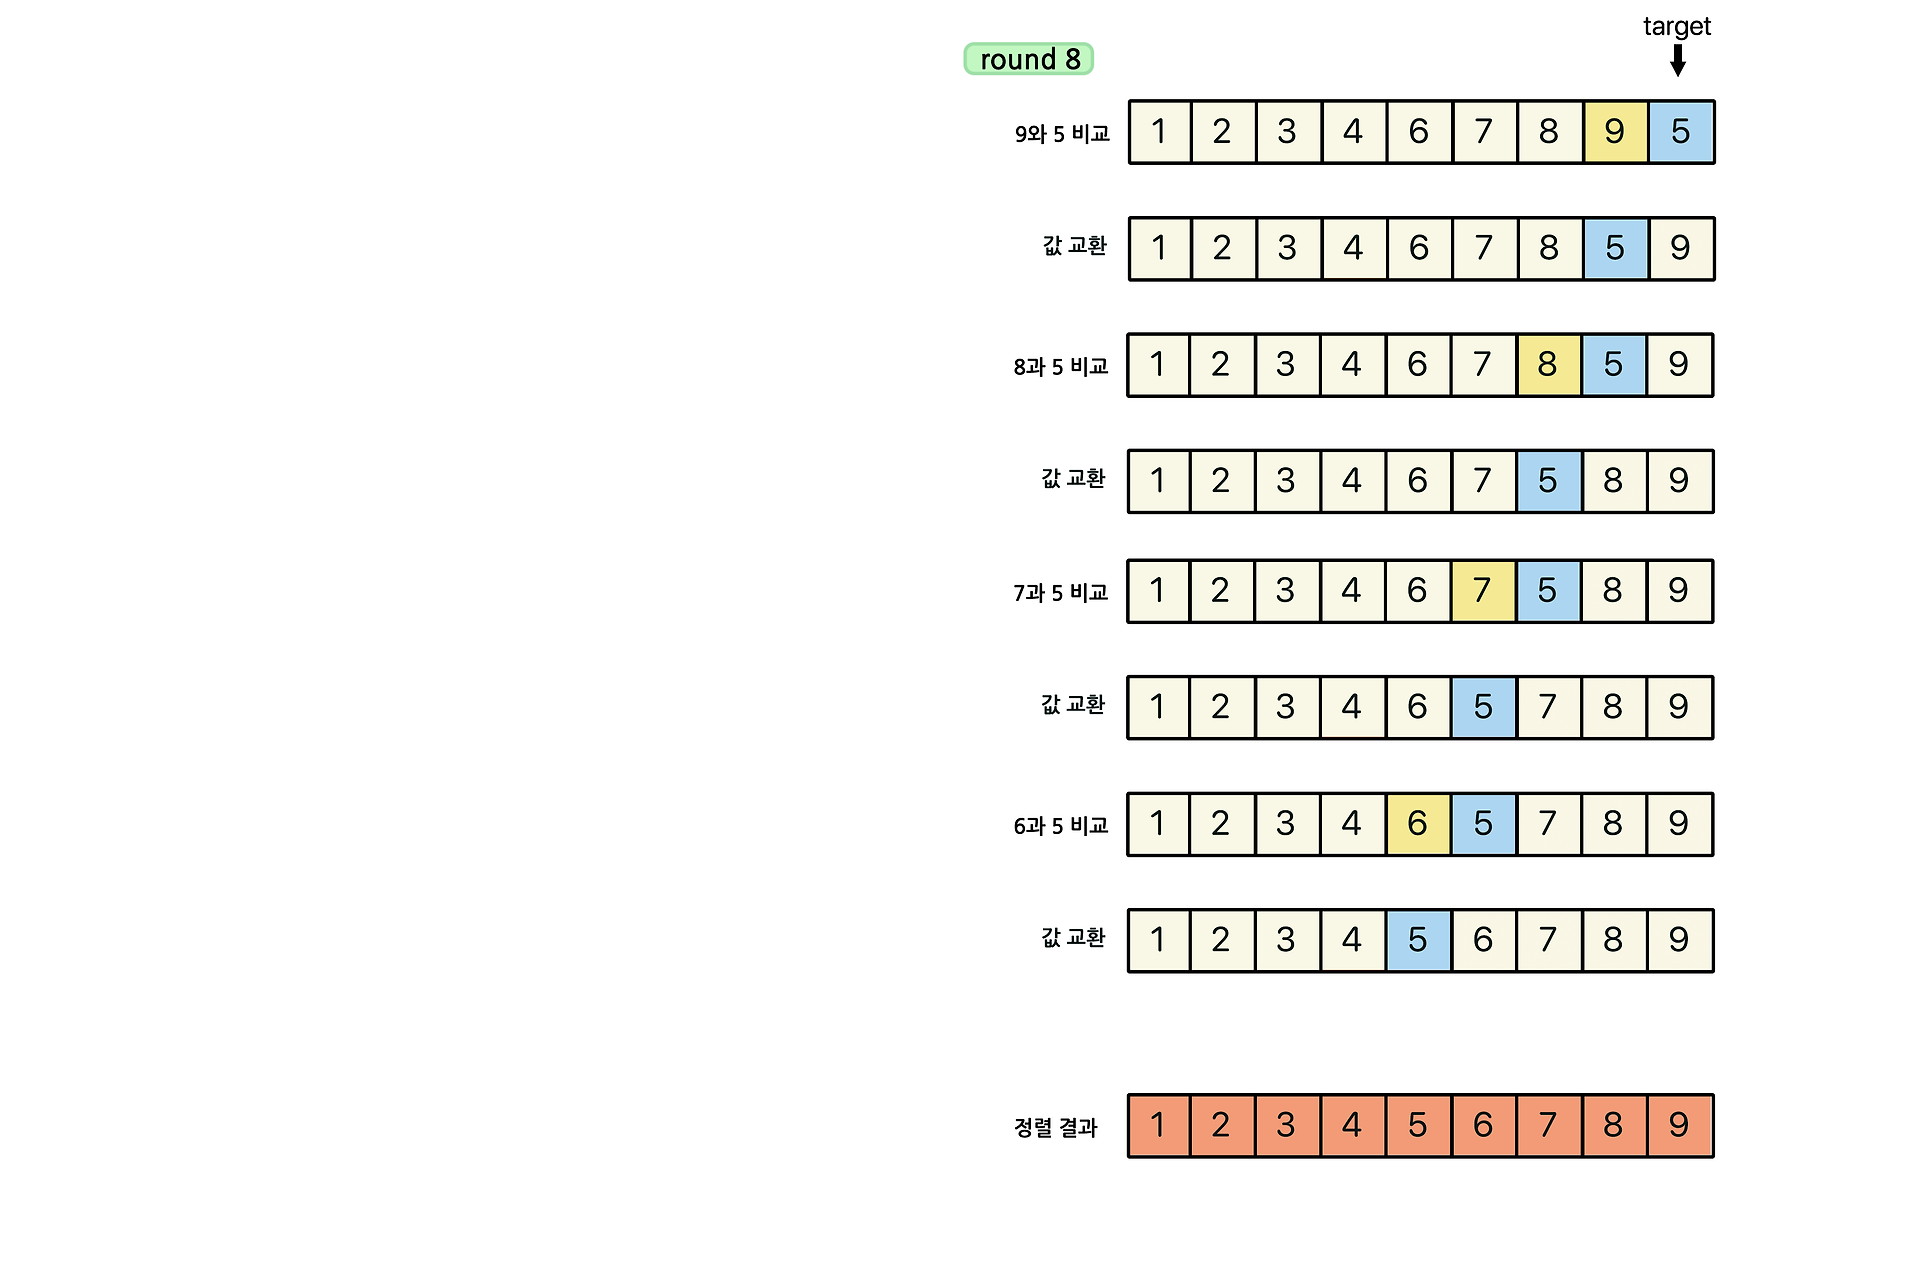 target
round 8
9와 5 비교 1 2 3 4 6 7 8 9 5
값 교환 1 2 3 4 6 7 8 5 9
8과 5 비교 1 2 3 4 6 7 8 5 9
값 교환 1 2 3 4 6 7 5 8 9
7과 5 비교 1 2 3 4 6 7 5 8 9
값 교환 1 2 3 4 6 5 7 8 9
6과 5 비교 1 2 3 4 6 5 7 8 9
값 교환 1 2 3 4 5 6 7 8 9
정렬 결과 1 2 3 4 5 6 7 8 9